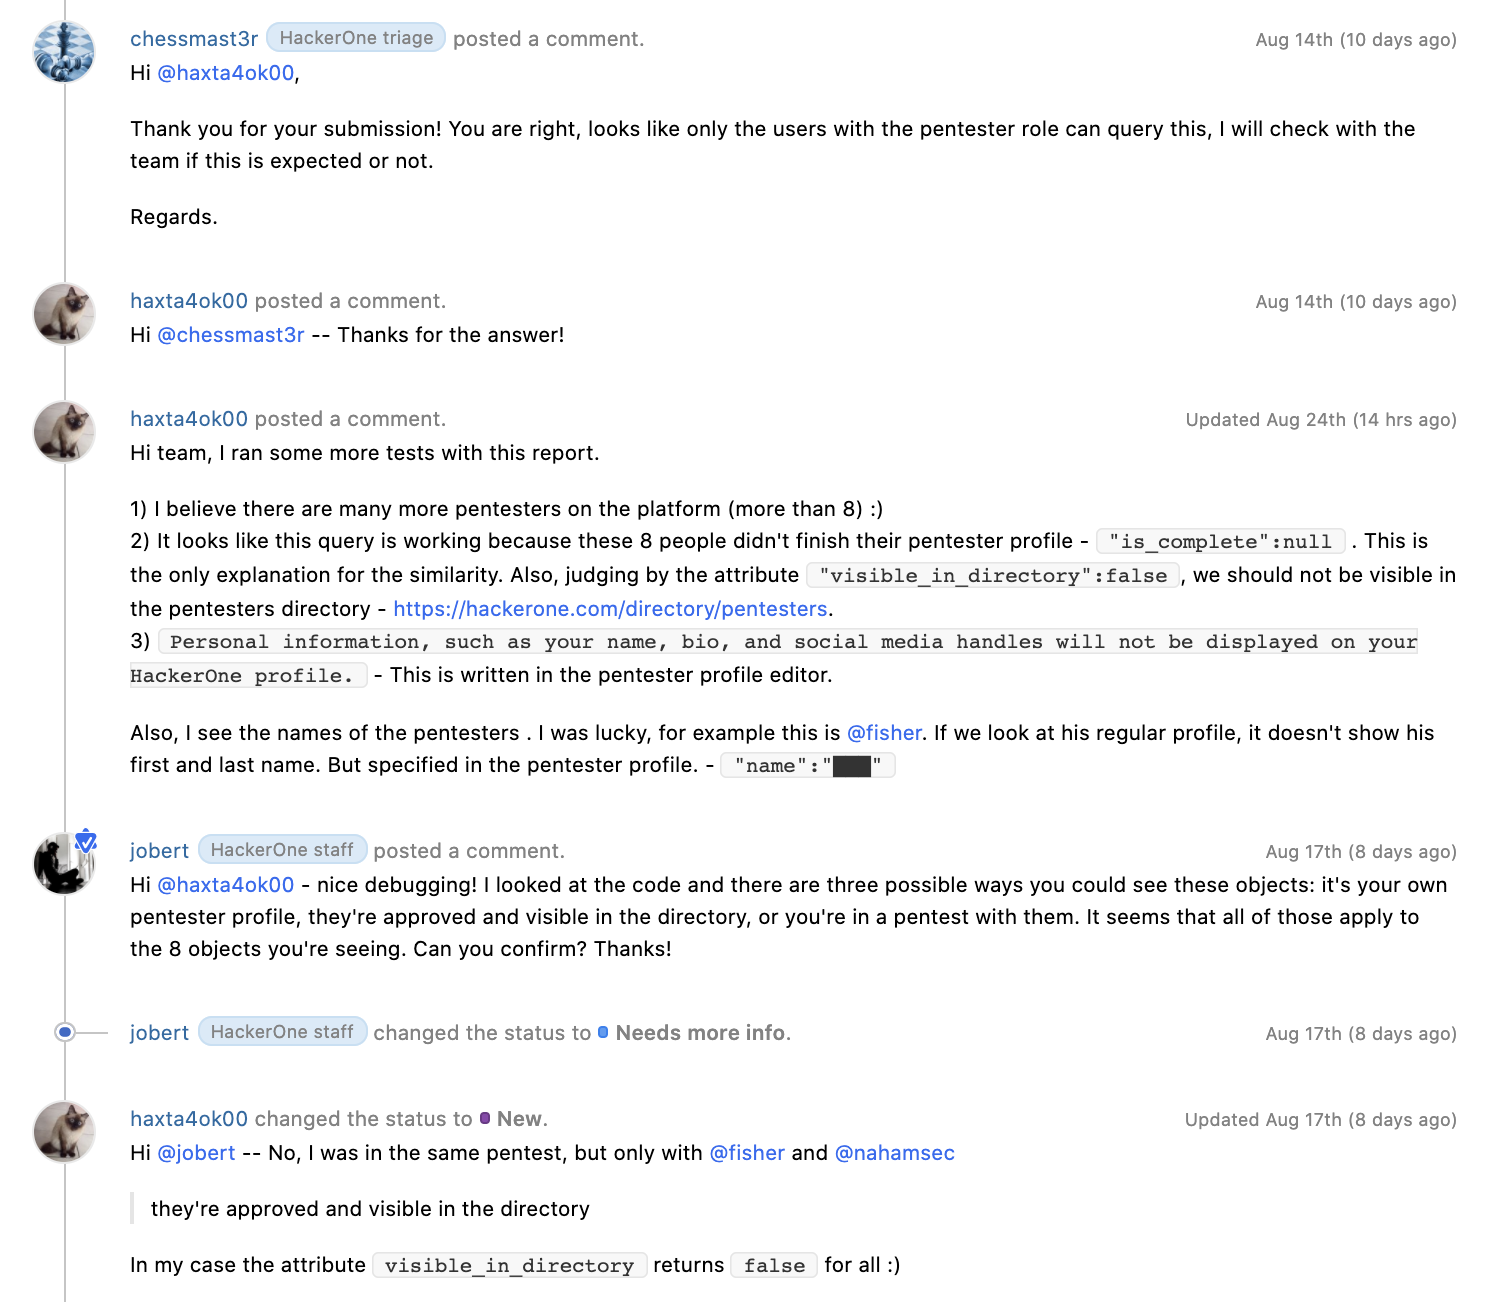 chessmast3r HackerOne triage posted a comment. Aug 14th (10 days ago)
Hi @haxta4ok00,
Thank you for your submission! You are right, looks like only the users with the pentester role can query this, I will check with the
team if this is expected or not.
Regards.
haxta4ok00 posted a comment. Aug 14th (10 days ago)
Hi @chessmast3r -- Thanks for the answer!
haxta4ok00 posted a comment. Updated Aug 24th (14 hrs ago)
Hi team, I ran some more tests with this report.
1) I believe there are many more pentesters on the platform (more than 8) :)
2) It looks like this query is working because these 8 people didn't finish their pentester profile - "is_complete":null . This is
the only explanation for the similarity. Also, judging by the attribute "visible_in_directory":false , we should not be visible in
the pentesters directory - https://hackerone.com/directory/pentesters.
3) Personal information, such as your name, bio, and social media handles will not be displayed on your
HackerOne profile. - This is written in the pentester profile editor.
Also, I see the names of the pentesters . I was lucky, for example this is @fisher. If we look at his regular profile, it doesn't show his
first and last name. But specified in the pentester profile. - "name":"███"
jobert HackerOne staff posted a comment. Aug 17th (8 days ago)
Hi @haxta4ok00 - nice debugging! I looked at the code and there are three possible ways you could see these objects: it's your own
pentester profile, they're approved and visible in the directory, or you're in a pentest with them. It seems that all of those apply to
the 8 objects you're seeing. Can you confirm? Thanks!
jobert HackerOne staff changed the status to Needs more info. Aug 17th (8 days ago)
haxta4ok00 changed the status to New. Updated Aug 17th (8 days ago)
Hi @jobert -- No, I was in the same pentest, but only with @fisher and @nahamsec
they're approved and visible in the directory
In my case the attribute visible_in_directory returns false for all :)